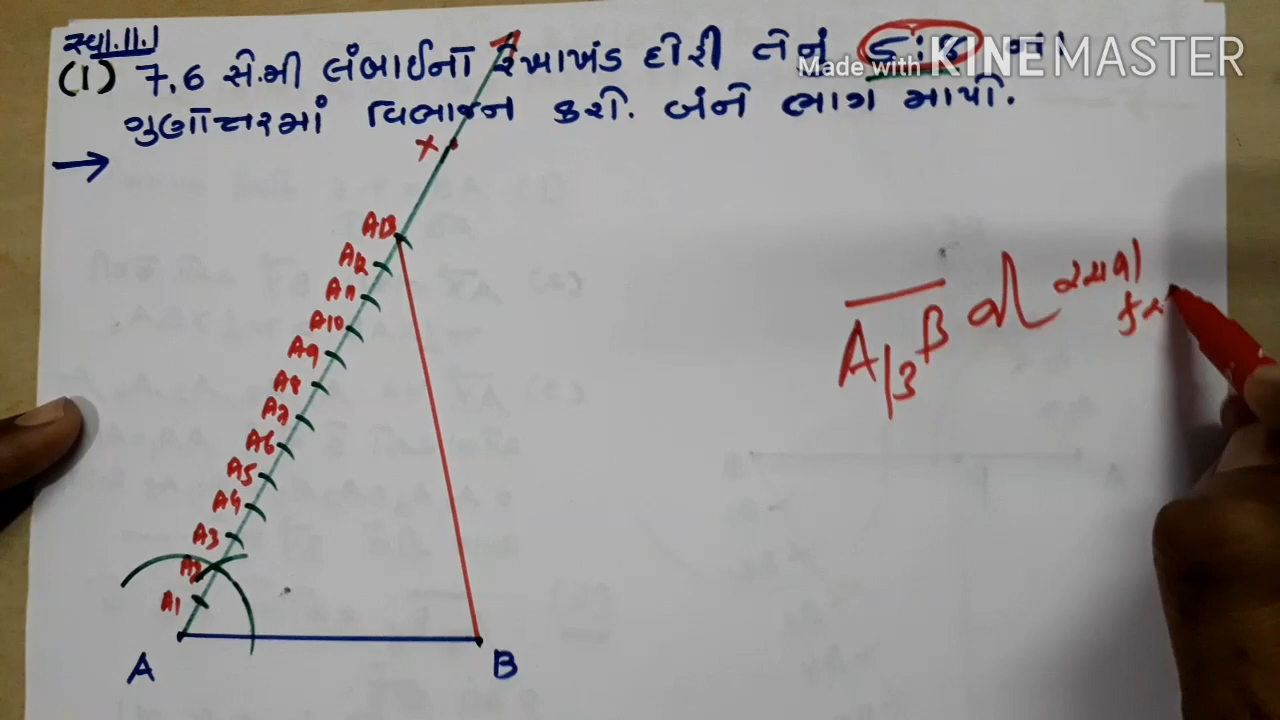 સ્વા.11.1
(1) 7.6 સે.મી લંબાઈનો રેખાખંડ દોરી તેનું
ગુણોત્તરમાં વિભાજન કરો. બંને ભાગ માપો.
Made with KINEMASTER
X
A13
A12
A11
A10
A9
A8
A7
A6
A5
A4
A3
A2
A1
A B
A13B ની રચના